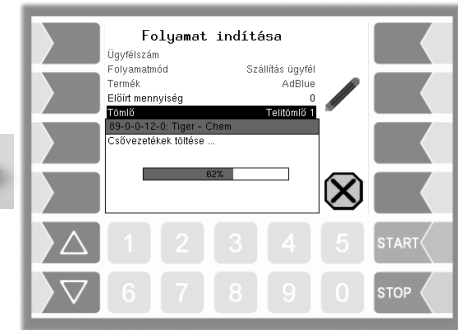 Folyamat indítása
Ügyfélszám
Folyamatmód Szállítás ügyfél
Termék AdBlue
Előírt mennyiség 0
Tömlő Telitömlő 1
89-0-0-12-0: Tiger - Chem
Csővezetékek töltése ...
62%
1 2 3 4 5 START
6 7 8 9 0 STOP